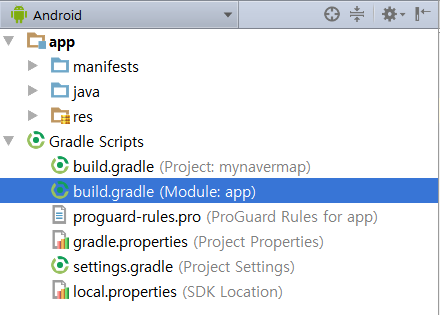 Android
app
manifests
java
res
Gradle Scripts
build.gradle (Project: mynavermap)
build.gradle (Module: app)
proguard-rules.pro (ProGuard Rules for app)
gradle.properties (Project Properties)
settings.gradle (Project Settings)
local.properties (SDK Location)